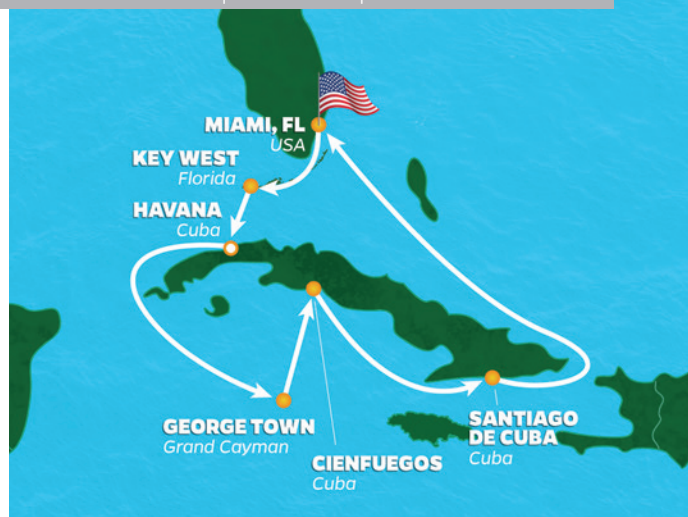 MIAMI, FL
USA
KEY WEST
Florida
HAVANA
Cuba
GEORGE TOWN
Grand Cayman
CIENFUEGOS
Cuba
SANTIAGO
DE CUBA
Cuba